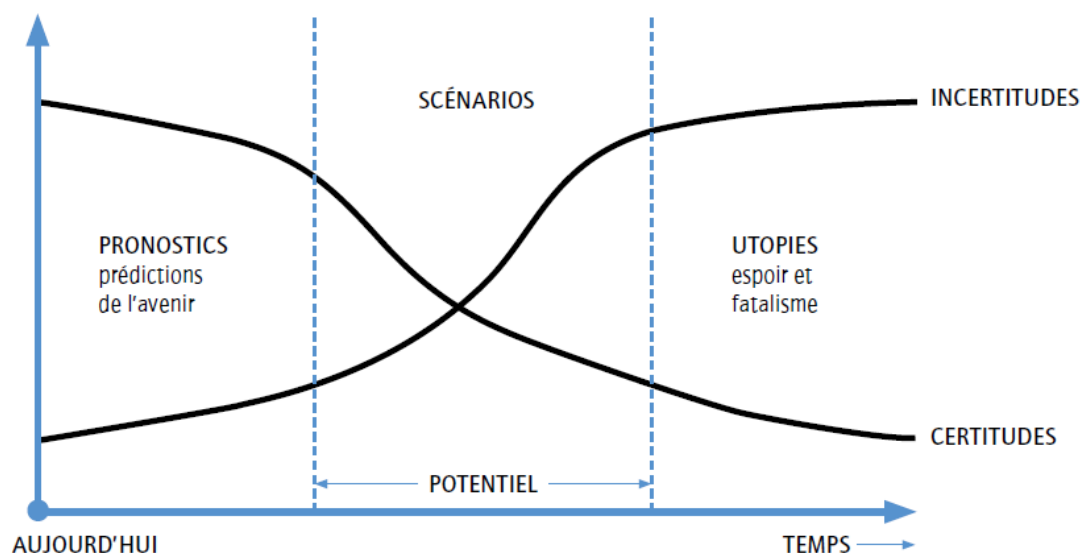 SCÉNARIOS
INCERTITUDES
PRONOSTICS
prédictions
de l'avenir
UTOPIES
espoir et
fatalisme
CERTITUDES
POTENTIEL
AUJOURD'HUI
TEMPS